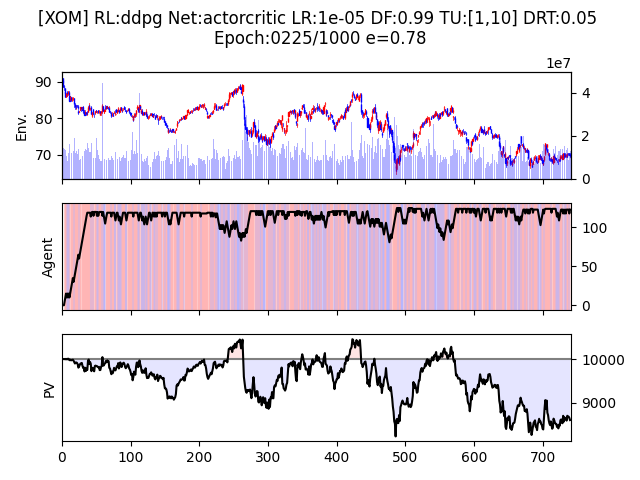 [XOM] RL:ddpg Net:actorcritic LR:1e-05 DF:0.99 TU:[1,10] DRT:0.05
Epoch:0225/1000 e=0.78
1e7
90
80
70
Env.
4
2
0
Agent
100
50
0
PV
10000
9000
0 100 200 300 400 500 600 700